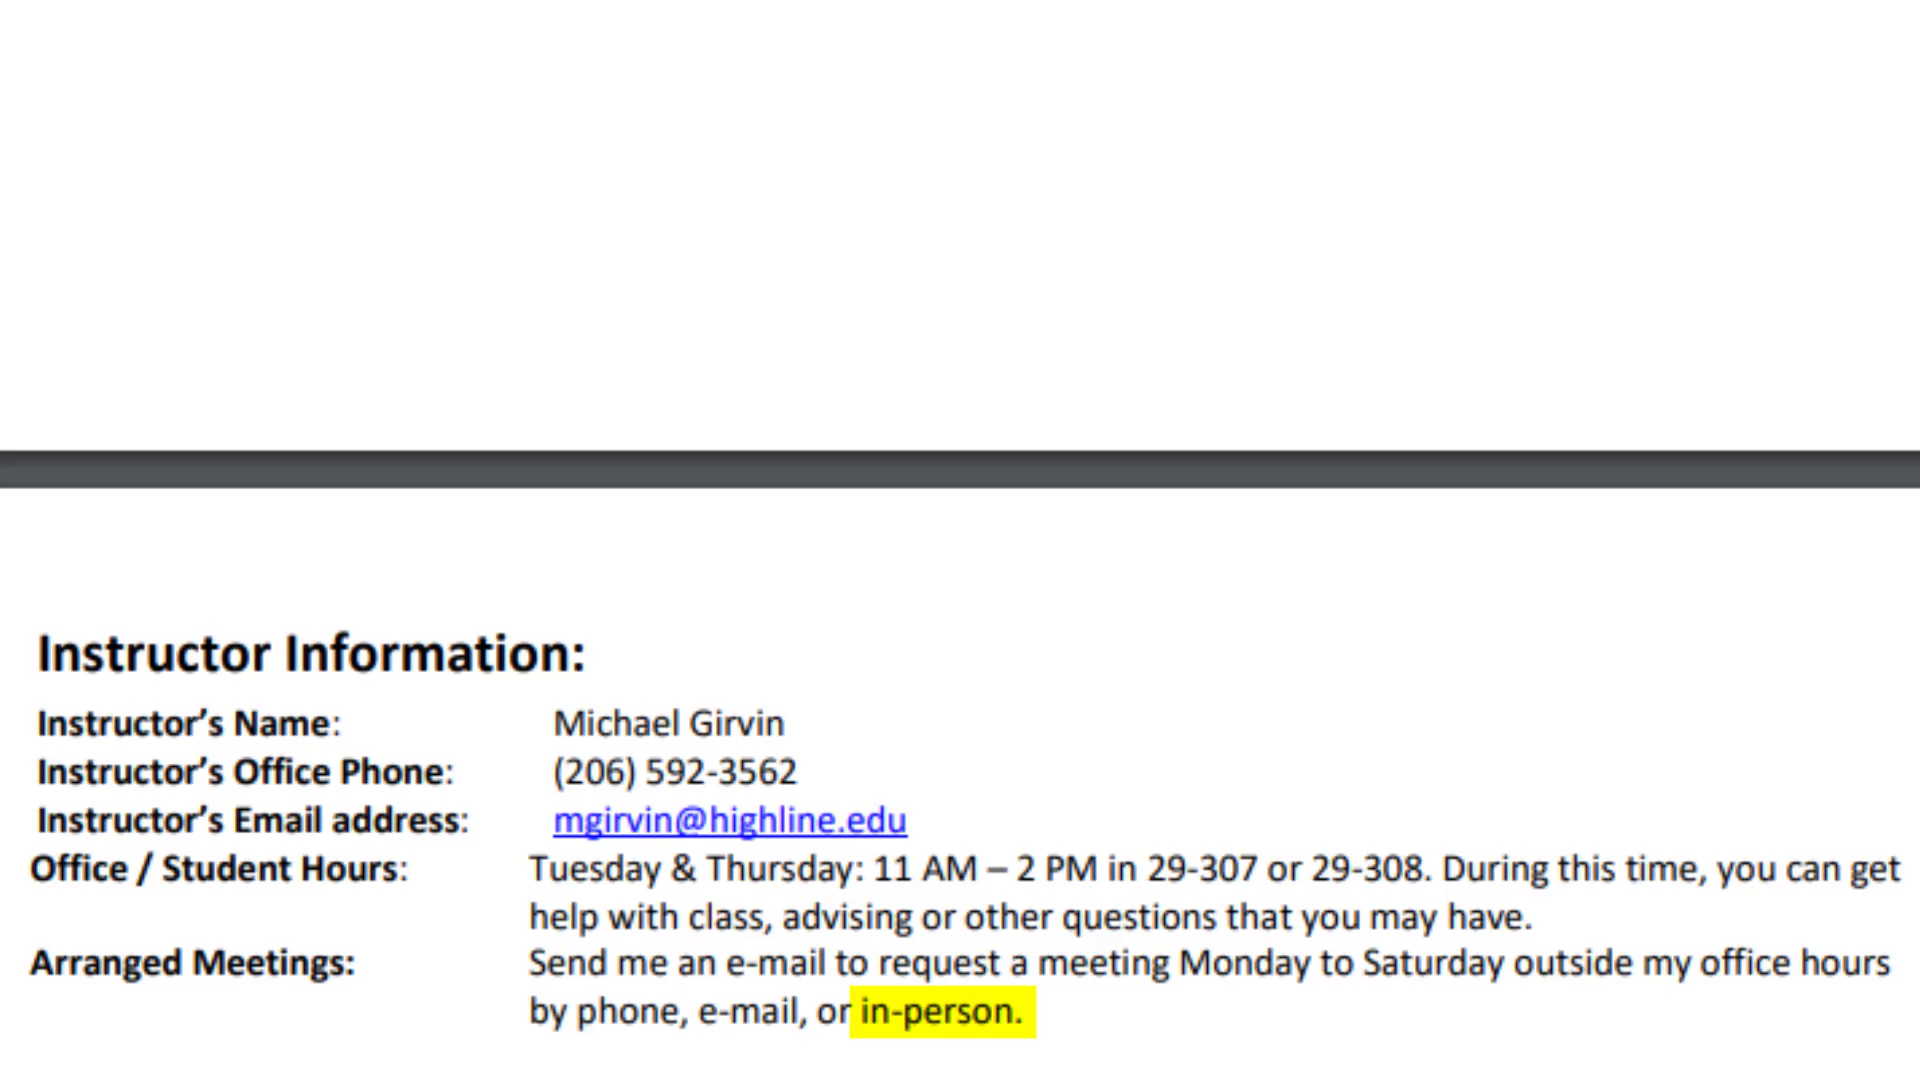 Instructor Information:
Instructor’s Name: Michael Girvin
Instructor’s Office Phone: (206) 592-3562
Instructor’s Email address: mgirvin@highline.edu
Office / Student Hours: Tuesday & Thursday: 11 AM – 2 PM in 29-307 or 29-308. During this time, you can get
help with class, advising or other questions that you may have.
Arranged Meetings: Send me an e-mail to request a meeting Monday to Saturday outside my office hours
by phone, e-mail, or in-person.